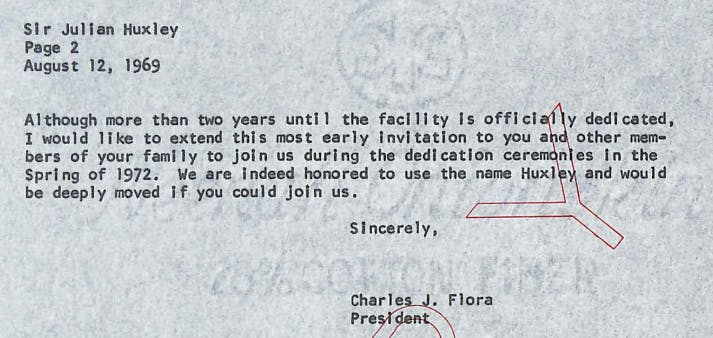 Sir Julian Huxley
Page 2
August 12, 1969
Although more than two years until the facility is officially dedicated,
I would like to extend this most early invitation to you and other mem-
bers of your family to join us during the dedication ceremonies in the
Spring of 1972. We are indeed honored to use the name Huxley and would
be deeply moved if you could join us.
Sincerely,
25% COTTON FIBER
Charles J. Flora
President